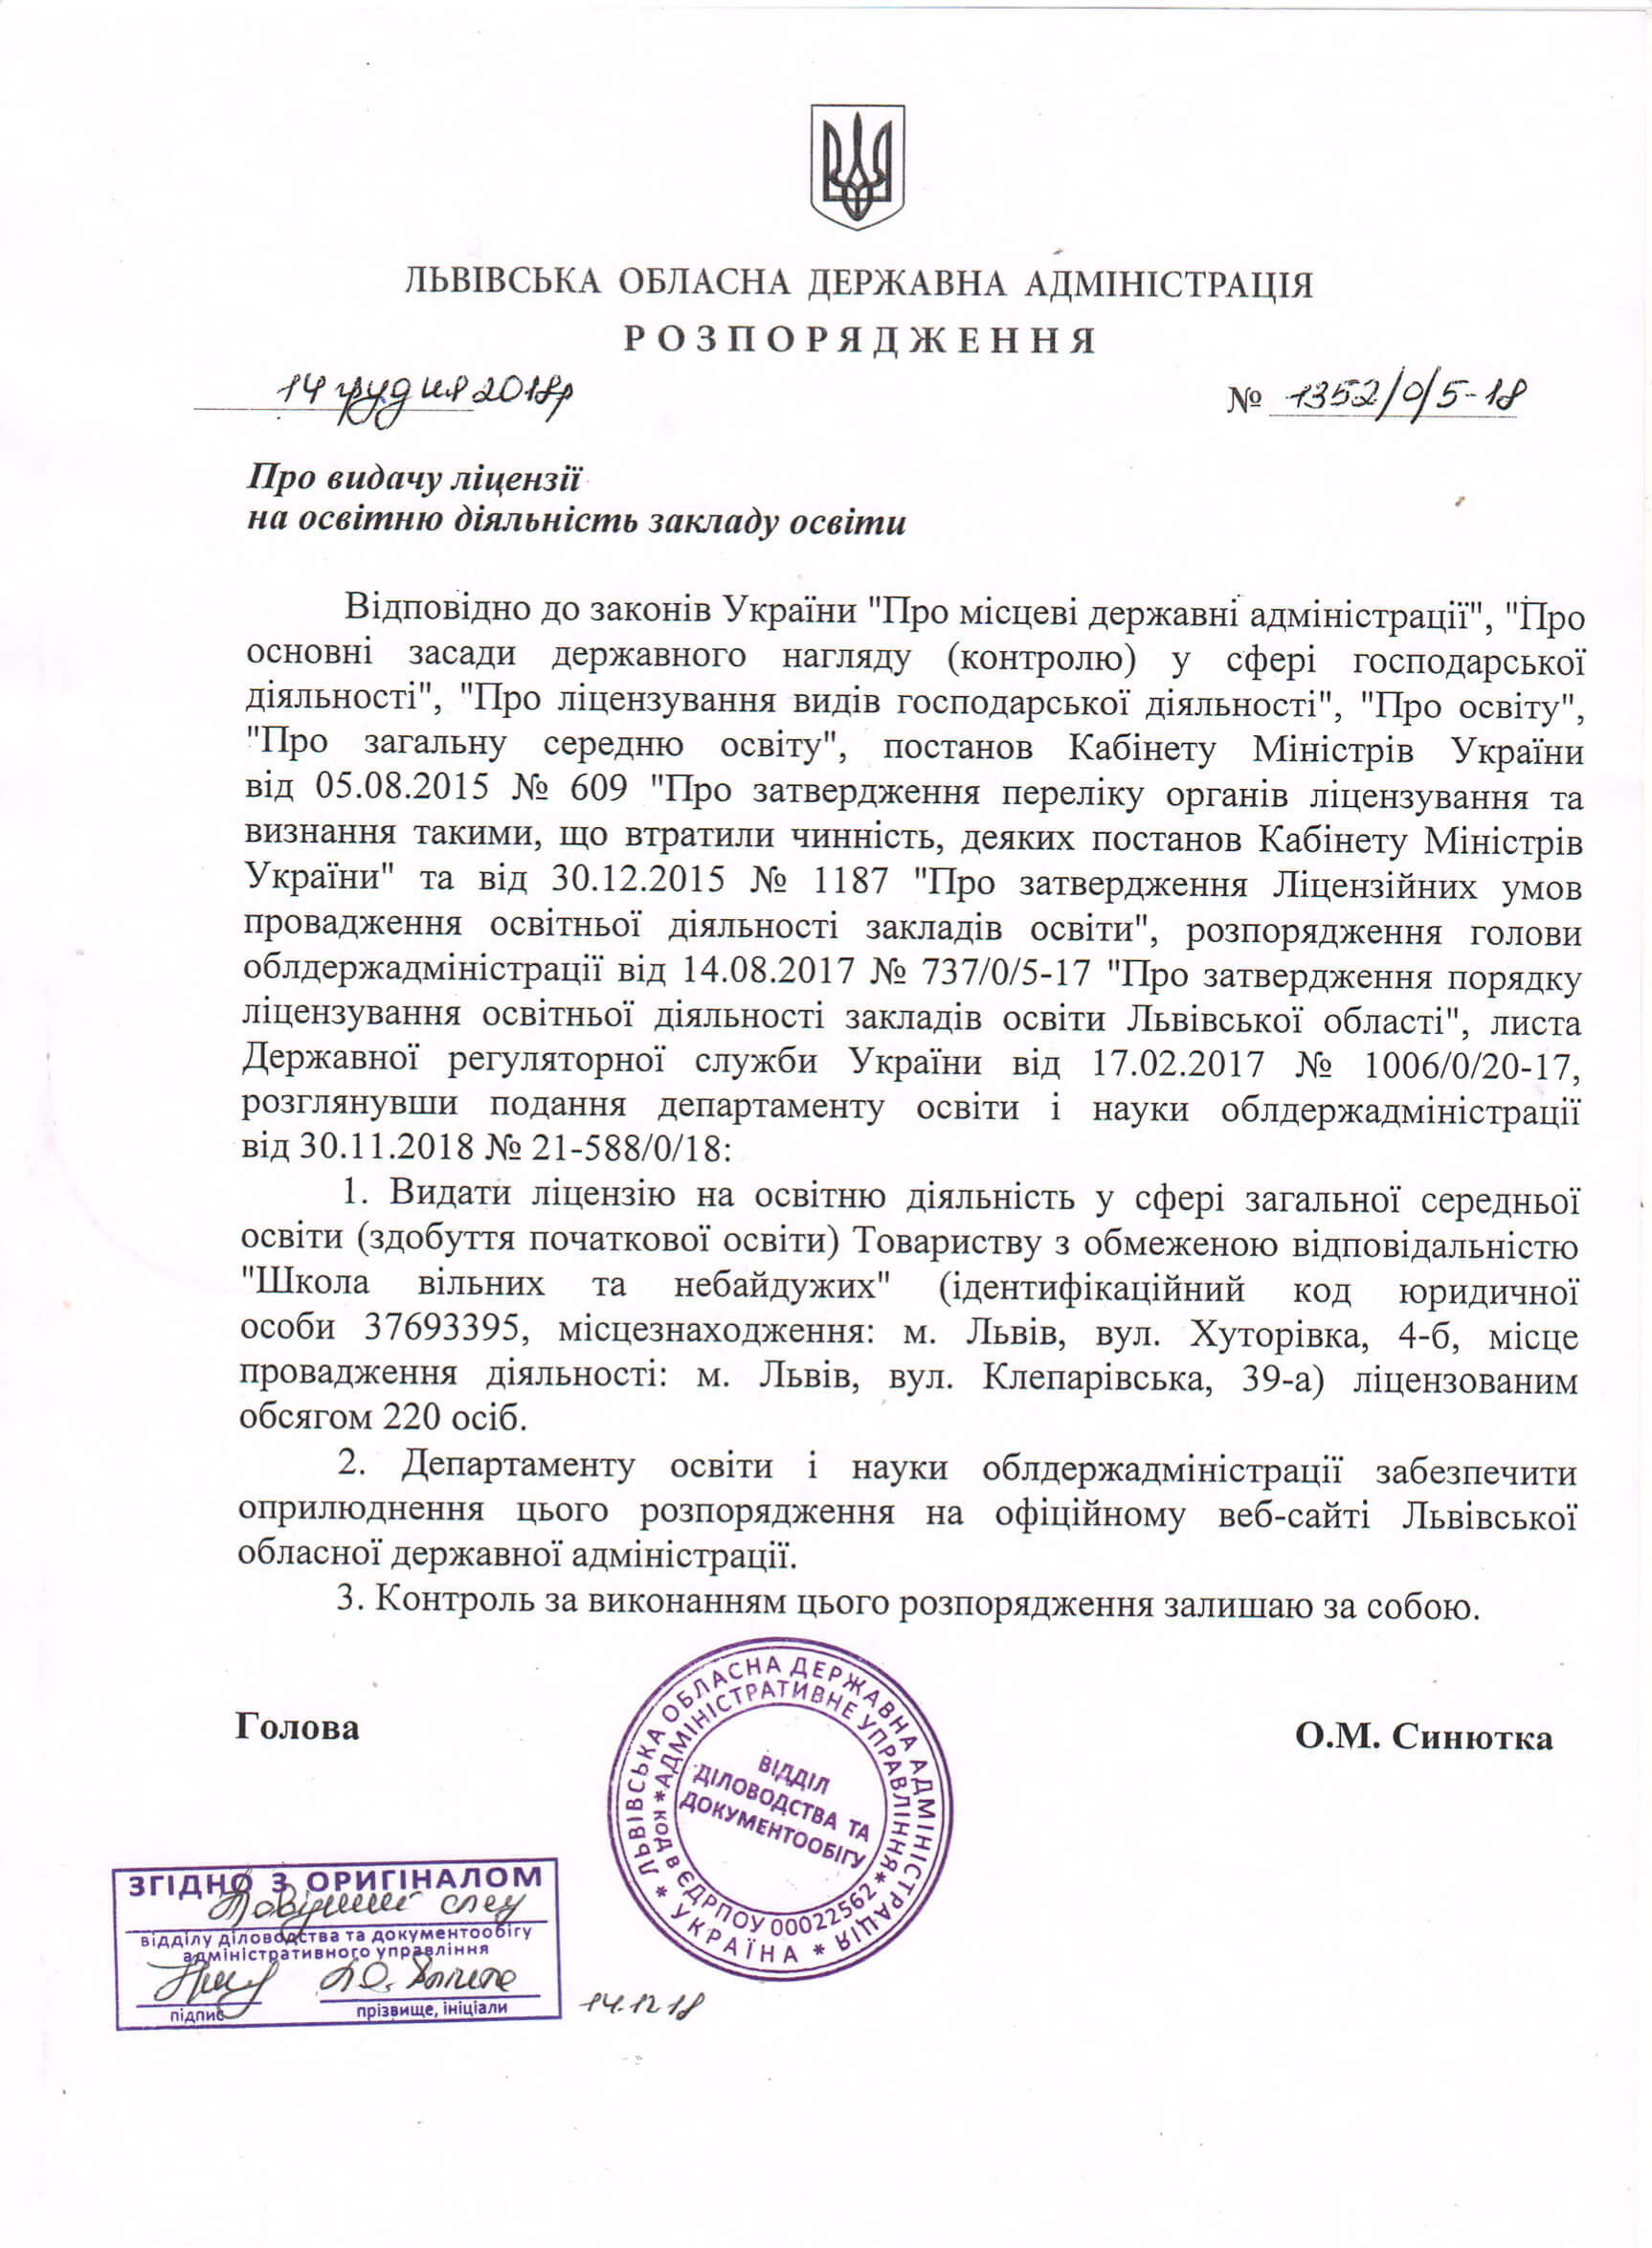 ЛЬВІВСЬКА ОБЛАСНА ДЕРЖАВНА АДМІНІСТРАЦІЯ
РОЗПОРЯДЖЕННЯ
14 грудня 2018р № 1352/0/5-18
Про видачу ліцензії
на освітню діяльність закладу освіти
Відповідно до законів України "Про місцеві державні адміністрації", "Про
основні засади державного нагляду (контролю) у сфері господарської
діяльності", "Про ліцензування видів господарської діяльності", "Про освіту",
"Про загальну середню освіту", постанов Кабінету Міністрів України
від 05.08.2015 № 609 "Про затвердження переліку органів ліцензування та
визнання такими, що втратили чинність, деяких постанов Кабінету Міністрів
України" та від 30.12.2015 № 1187 "Про затвердження Ліцензійних умов
провадження освітньої діяльності закладів освіти", розпорядження голови
облдержадміністрації від 14.08.2017 № 737/0/5-17 "Про затвердження порядку
ліцензування освітньої діяльності закладів освіти Львівської області", листа
Державної регуляторної служби України від 17.02.2017 № 1006/0/20-17,
розглянувши подання департаменту освіти і науки облдержадміністрації
від 30.11.2018 № 21-588/0/18:
1. Видати ліцензію на освітню діяльність у сфері загальної середньої
освіти (здобуття початкової освіти) Товариству з обмеженою відповідальністю
"Школа вільних та небайдужих" (ідентифікаційний код юридичної
особи 37693395, місцезнаходження: м. Львів, вул. Хуторівка, 4-б, місце
провадження діяльності: м. Львів, вул. Клепарівська, 39-а) ліцензованим
обсягом 220 осіб.
2. Департаменту освіти і науки облдержадміністрації забезпечити
оприлюднення цього розпорядження на офіційному веб-сайті Львівської
обласної державної адміністрації.
3. Контроль за виконанням цього розпорядження залишаю за собою.
Голова О.М. Синютка
* УКРАЇНА * ЛЬВІВСЬКА ОБЛАСНА ДЕРЖАВНА АДМІНІСТРАЦІЯ
*АДМІНІСТРАТИВНЕ УПРАВЛІННЯ*
код в ЄДРПОУ 00022562
ВІДДІЛ
ДІЛОВОДСТВА ТА
ДОКУМЕНТООБІГУ
ЗГІДНО З ОРИГІНАЛОМ
відділу діловодства та документообігу
адміністративного управління
підпис прізвище, ініціали
14.12.18